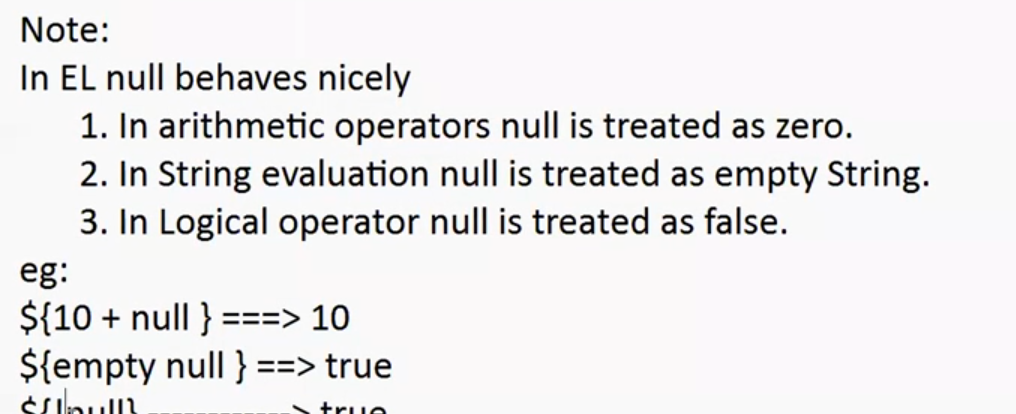 Note:
In EL null behaves nicely
1. In arithmetic operators null is treated as zero.
2. In String evaluation null is treated as empty String.
3. In Logical operator null is treated as false.
eg:
${10 + null } ===> 10
${empty null } ==> true
${!null} ------------> true